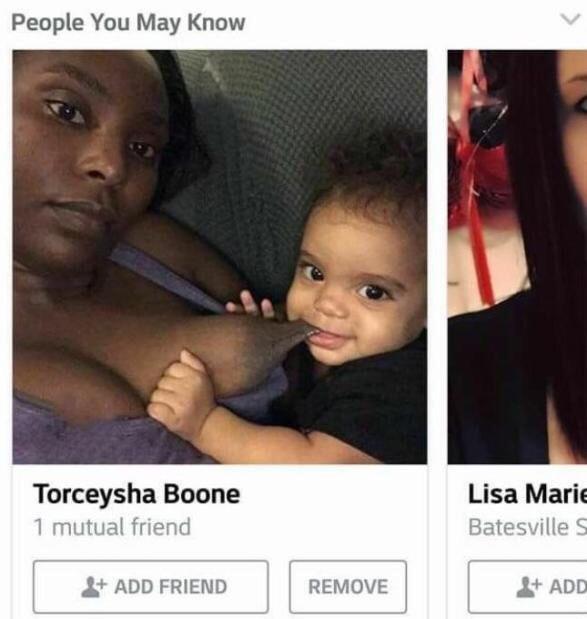 People You May Know
Torceysha Boone
1 mutual friend
ADD FRIEND
REMOVE
Lisa Marie
Batesville S
ADD